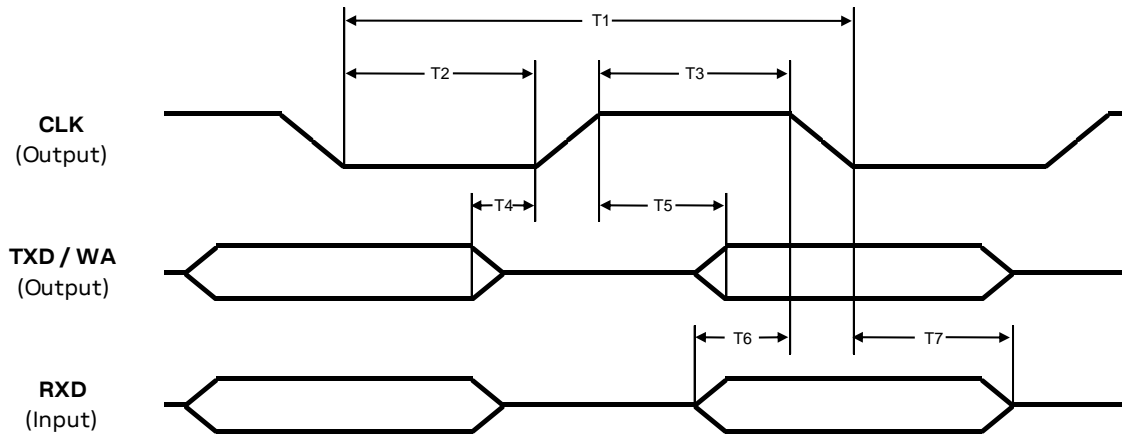 T1
T2
T3
CLK
(Output)
T4
T5
TXD / WA
(Output)
T6
T7
RXD
(Input)